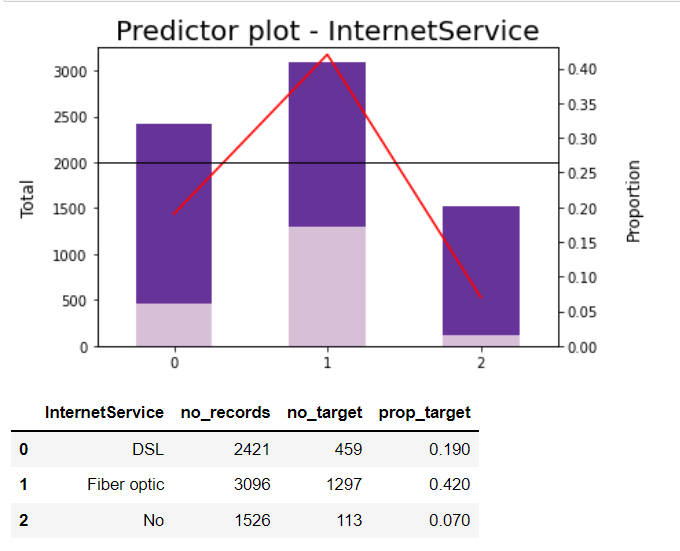 Predictor plot - InternetService
3000
2500
2000
1500
1000
500
0
Total
0.40
0.35
0.30
0.25
0.20
0.15
0.10
0.05
0.00
Proportion
0 1 2
InternetService no_records no_target prop_target
0 DSL 2421 459 0.190
1 Fiber optic 3096 1297 0.420
2 No 1526 113 0.070